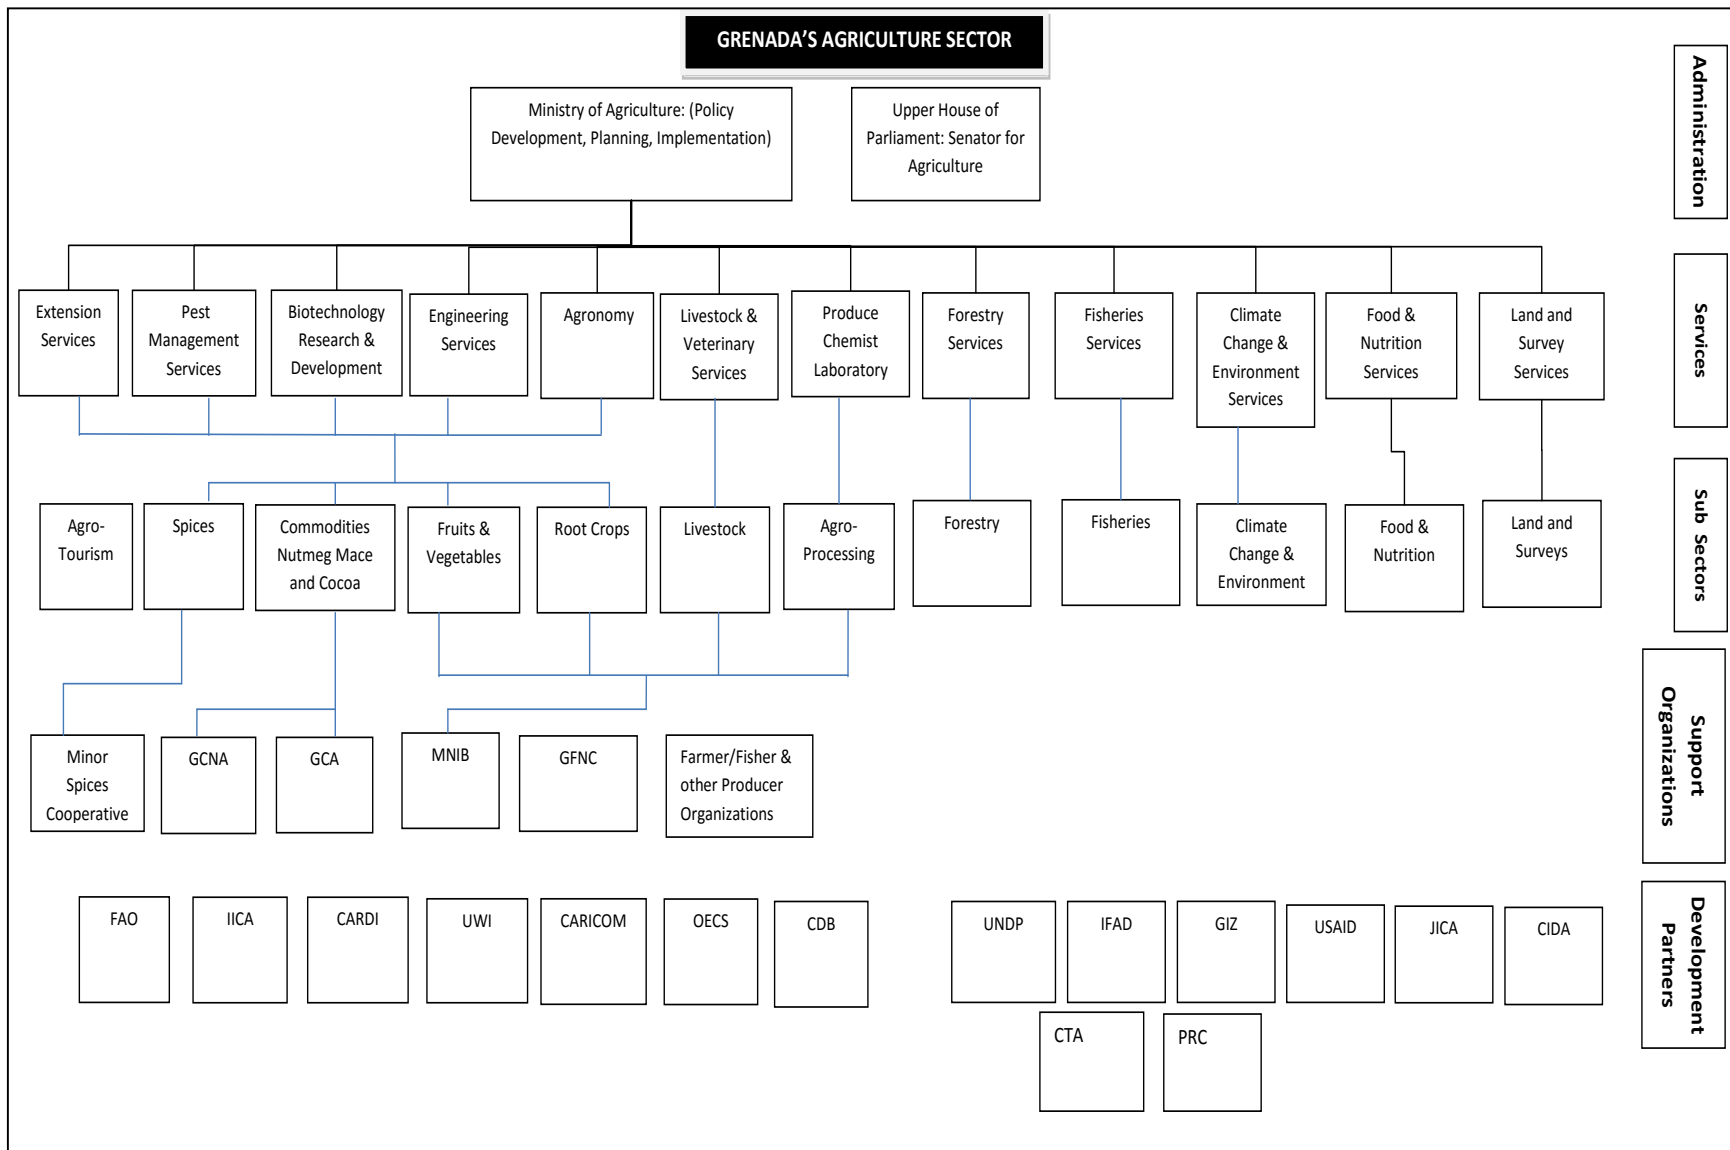 GRENADA'S AGRICULTURE SECTOR
Administration
Ministry of Agriculture: (Policy
Development, Planning, Implementation)
Upper House of
Parliament: Senator for
Agriculture
Services
Extension
Services
Pest
Management
Services
Biotechnology
Research &
Development
Engineering
Services
Agronomy
Livestock &
Veterinary
Services
Produce
Chemist
Laboratory
Forestry
Services
Fisheries
Services
Climate
Change &
Environment
Services
Food &
Nutrition
Services
Land and
Survey
Services
Sub Sectors
Agro-
Tourism
Spices
Commodities
Nutmeg Mace
and Cocoa
Fruits &
Vegetables
Root Crops
Livestock
Agro-
Processing
Forestry
Fisheries
Climate
Change &
Environment
Food &
Nutrition
Land and
Surveys
Support
Organizations
Minor
Spices
Cooperative
GCNA
GCA
MNIB
GFNC
Farmer/Fisher &
other Producer
Organizations
Development
Partners
FAO
IICA
CARDI
UWI
CARICOM
OECS
CDB
UNDP
IFAD
GIZ
USAID
JICA
CIDA
CTA
PRC